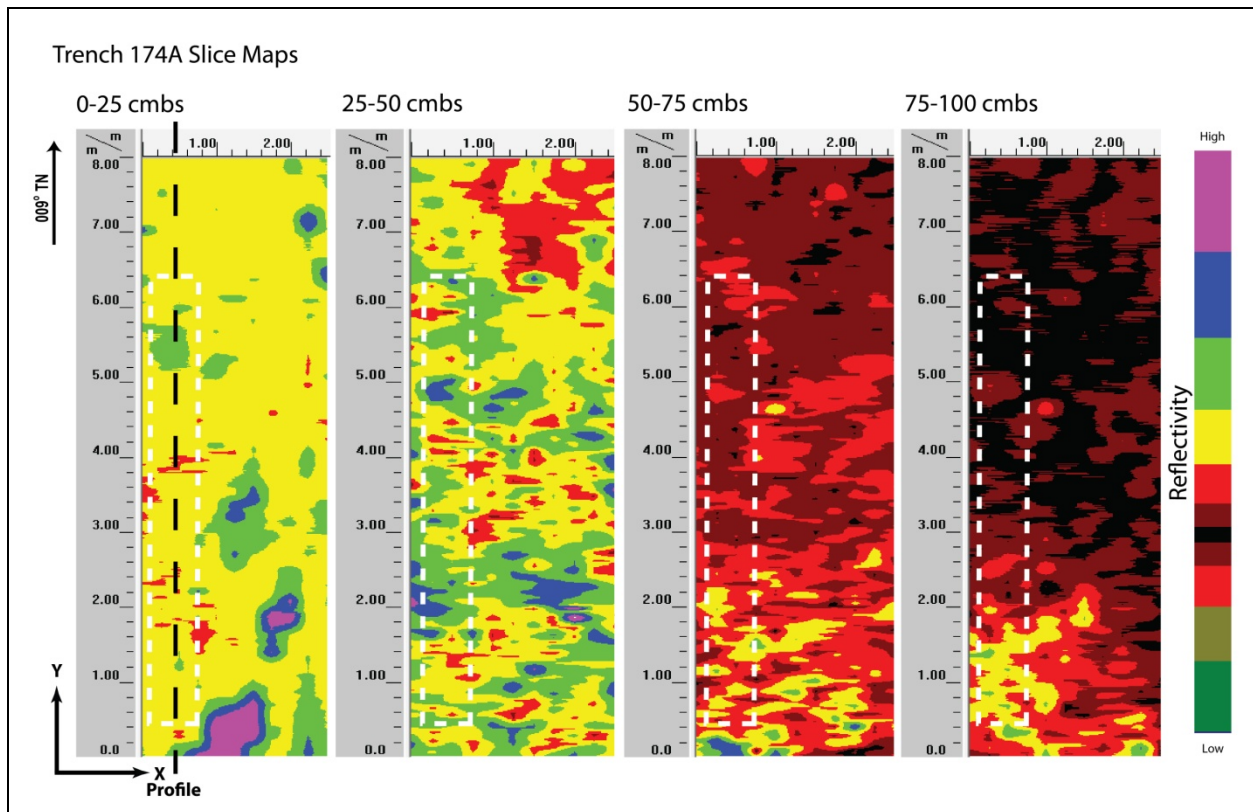 Trench 174A Slice Maps
0-25 cmbs
25-50 cmbs
50-75 cmbs
75-100 cmbs
m 1.00 2.00
m
m 1.00 2.00
m
m 1.00 2.00
m
m 1.00 2.00
m
High
009° TN
8.00 8.00 8.00 8.00
7.00 7.00 7.00 7.00
6.00 6.00 6.00 6.00
5.00 5.00 5.00 5.00
4.00 4.00 4.00 4.00
3.00 3.00 3.00 3.00
2.00 2.00 2.00 2.00
1.00 1.00 1.00 1.00
0.0 0.0 0.0 0.0
Reflectivity
Low
Y
X
Profile